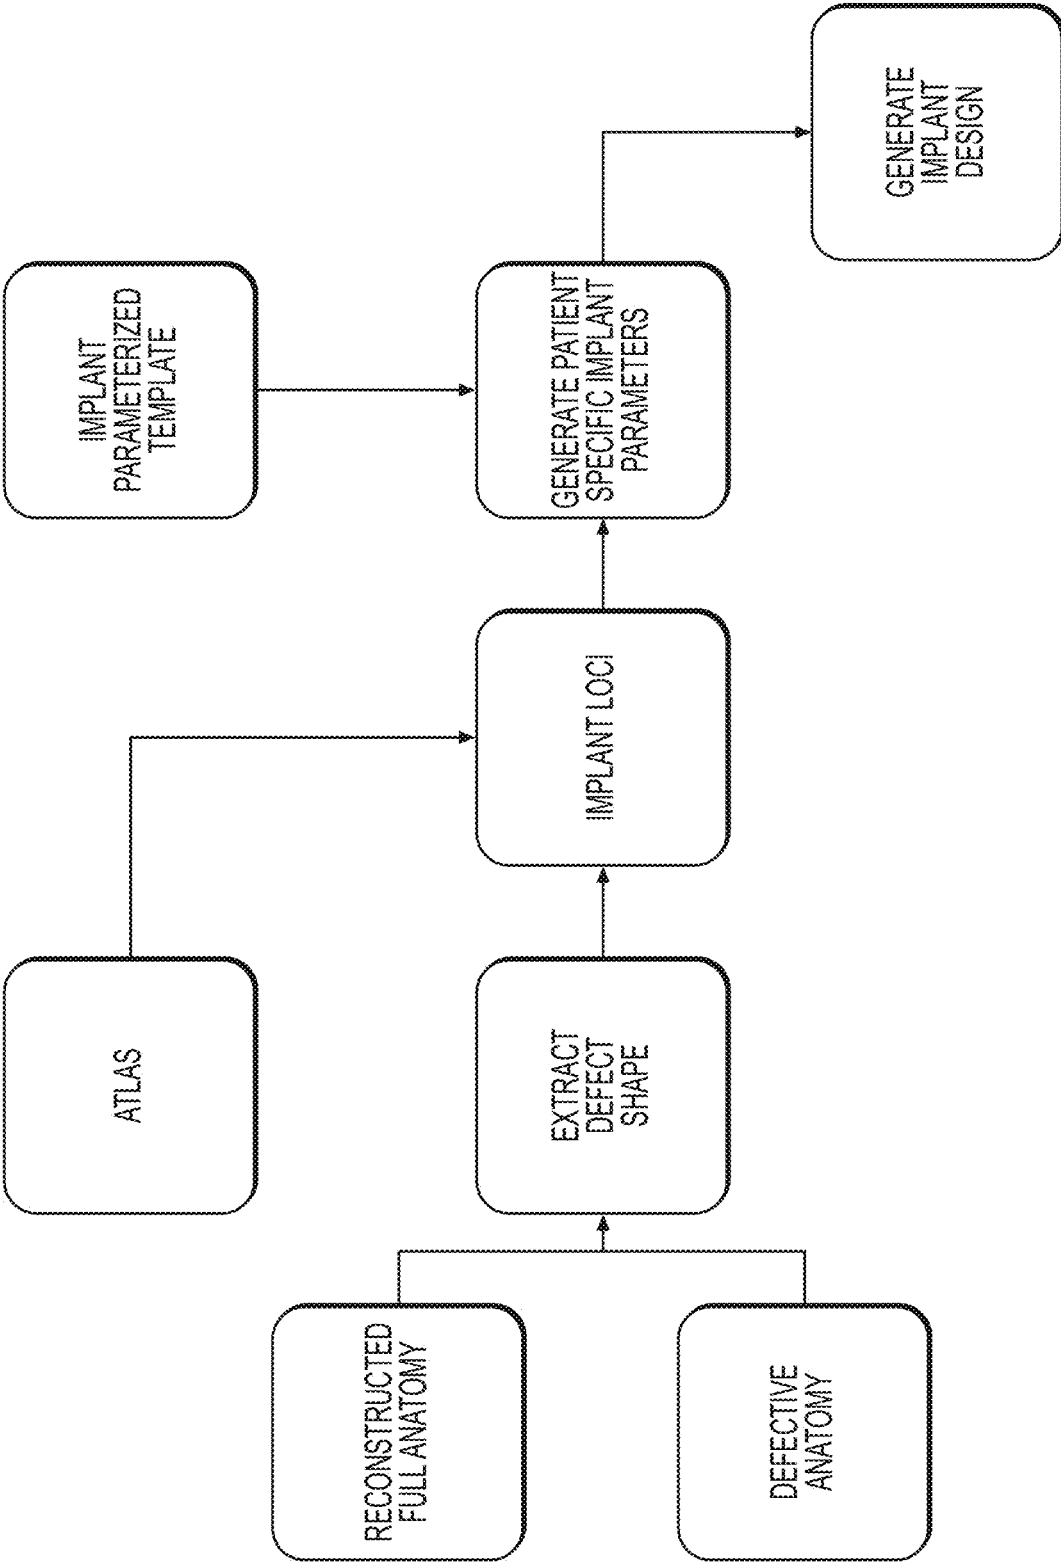 RECONSTRUCTED
FULL ANATOMY
DEFECTIVE
ANATOMY
ATLAS
EXTRACT
DEFECT
SHAPE
IMPLANT LOCI
IMPLANT
PARAMETERIZED
TEMPLATE
GENERATE PATIENT
SPECIFIC IMPLANT
PARAMETERS
GENERATE
IMPLANT
DESIGN